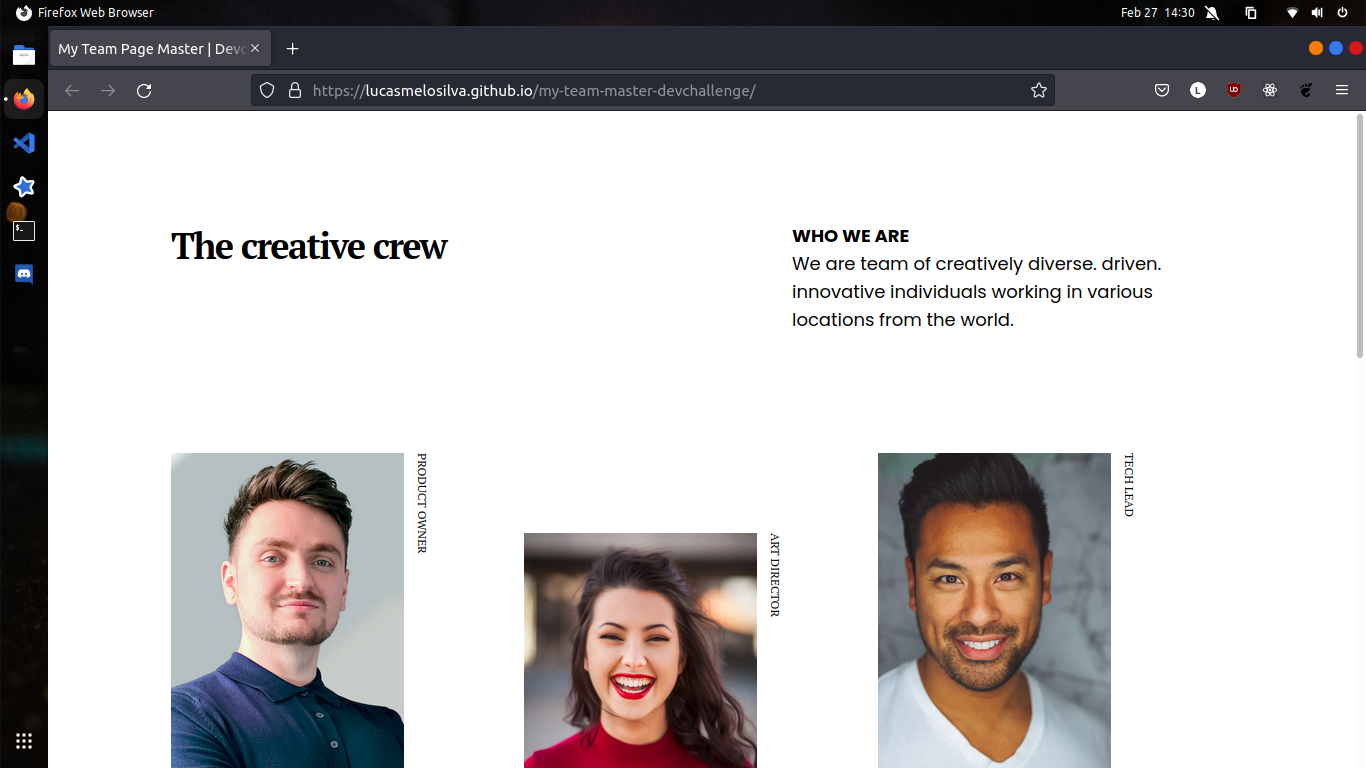 Firefox Web Browser
Feb 27 14:30
My Team Page Master | Devc
https://lucasmelosilva.github.io/my-team-master-devchallenge/
L
The creative crew
WHO WE ARE
We are team of creatively diverse. driven.
innovative individuals working in various
locations from the world.
PRODUCT OWNER
ART DIRECTOR
TECH LEAD